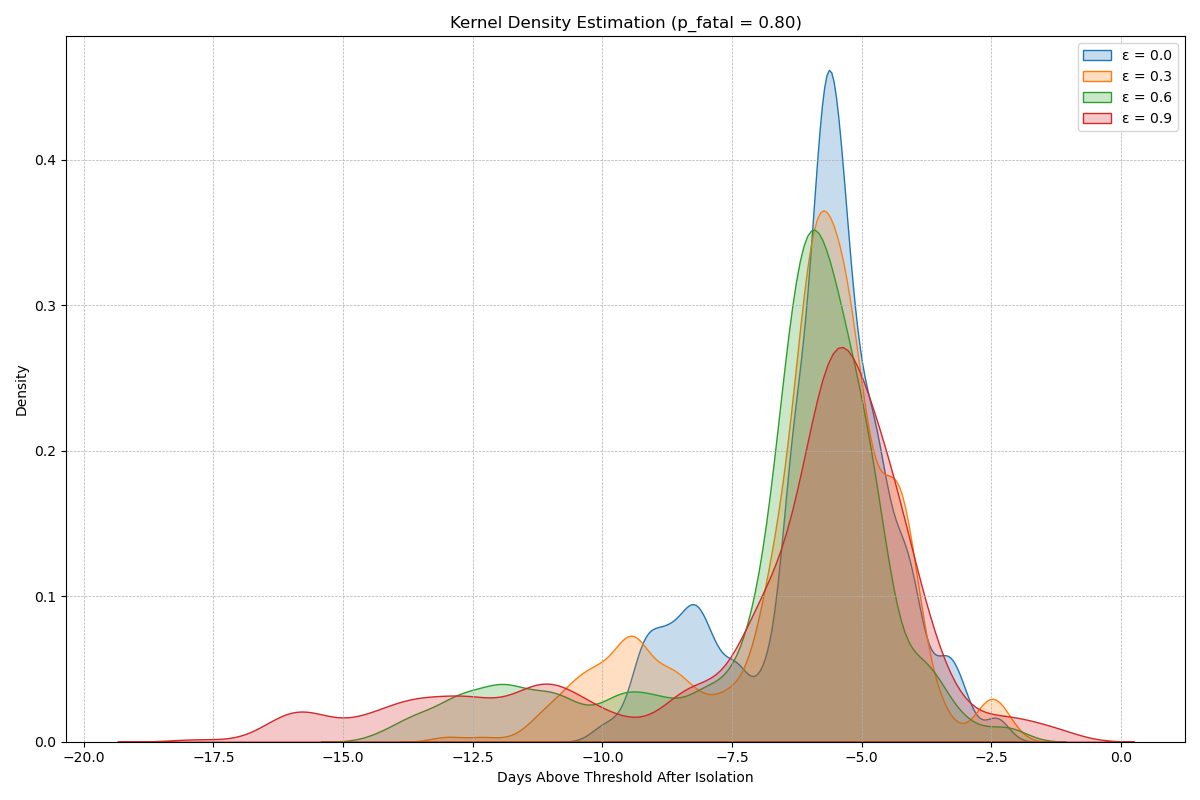 Kernel Density Estimation (p_fatal = 0.80)
ε = 0.0
ε = 0.3
ε = 0.6
ε = 0.9
Density
0.4
0.3
0.2
0.1
0.0
−20.0 −17.5 −15.0 −12.5 −10.0 −7.5 −5.0 −2.5 0.0
Days Above Threshold After Isolation